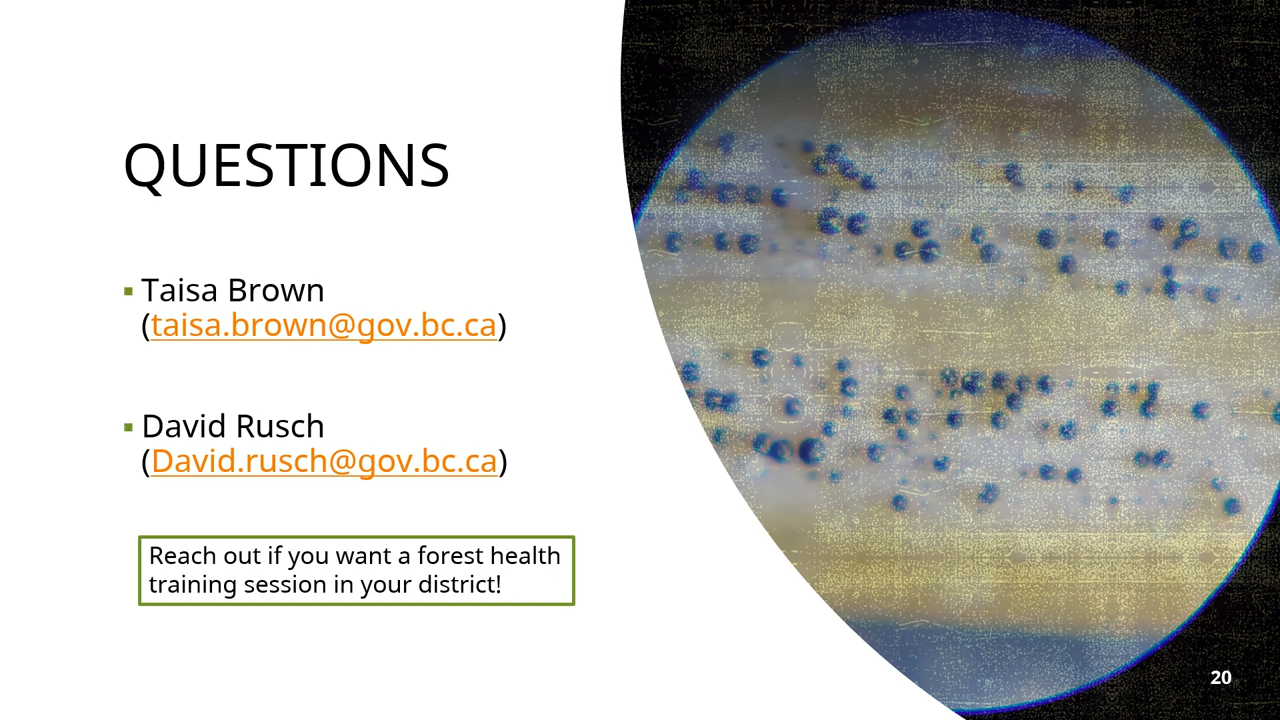 QUESTIONS
▪ Taisa Brown
(taisa.brown@gov.bc.ca)
▪ David Rusch
(David.rusch@gov.bc.ca)
Reach out if you want a forest health
training session in your district!
20